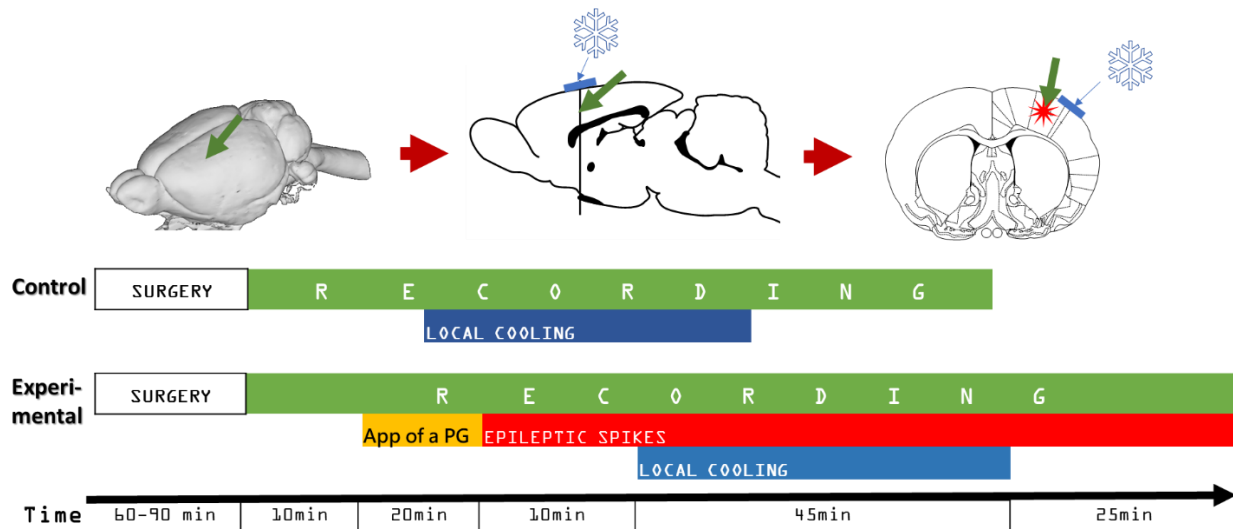 Control
SURGERY
R E C O R D I N G
LOCAL COOLING
Experi-
mental
SURGERY
R E C O R D I N G
App of a PG
EPILEPTIC SPIKES
LOCAL COOLING
Time
60-90 min
10min
20min
10min
45min
25min